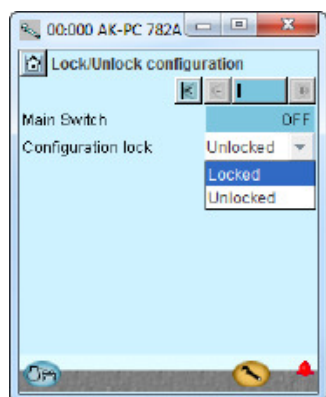 00:000 AK-PC 782A
Lock/Unlock configuration
Main Switch OFF
Configuration lock Unlocked
Locked
Unlocked